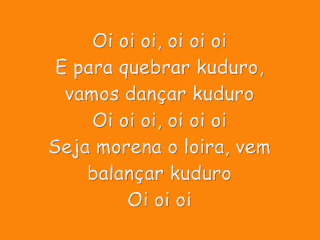 Oi oi oi, oi oi oi
E para quebrar kuduro,
vamos dançar kuduro
Oi oi oi, oi oi oi
Seja morena o loira, vem
balançar kuduro
Oi oi oi